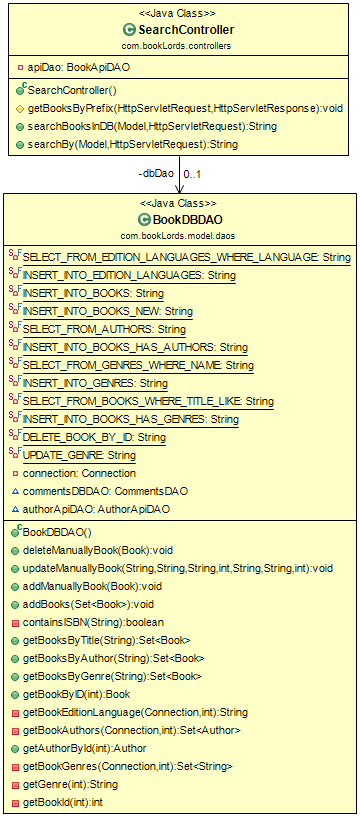 <<Java Class>>
SearchController
com.bookLords.controllers
apiDao: BookApiDAO
SearchController()
getBooksByPrefix(HttpServletRequest,HttpServletResponse):void
searchBooksInDB(Model,HttpServletRequest):String
searchBy(Model,HttpServletRequest):String
-dbDao 0..1
<<Java Class>>
BookDBDAO
com.bookLords.model.daos
SELECT_FROM_EDITION_LANGUAGES_WHERE_LANGUAGE: String
INSERT_INTO_EDITION_LANGUAGES: String
INSERT_INTO_BOOKS: String
INSERT_INTO_BOOKS_NEW: String
SELECT_FROM_AUTHORS: String
INSERT_INTO_BOOKS_HAS_AUTHORS: String
SELECT_FROM_GENRES_WHERE_NAME: String
INSERT_INTO_GENRES: String
SELECT_FROM_BOOKS_WHERE_TITLE_LIKE: String
INSERT_INTO_BOOKS_HAS_GENRES: String
DELETE_BOOK_BY_ID: String
UPDATE_GENRE: String
connection: Connection
commentsDBDAO: CommentsDAO
authorApiDAO: AuthorApiDAO
BookDBDAO()
deleteManuallyBook(Book):void
updateManuallyBook(String,String,String,int,String,String,int):void
addManuallyBook(Book):void
addBooks(Set<Book>):void
containsISBN(String):boolean
getBooksByTitle(String):Set<Book>
getBooksByAuthor(String):Set<Book>
getBooksByGenre(String):Set<Book>
getBookByID(int):Book
getBookEditionLanguage(Connection,int):String
getBookAuthors(Connection,int):Set<Author>
getAuthorById(int):Author
getBookGenres(Connection,int):Set<String>
getGenre(int):String
getBookId(int):int